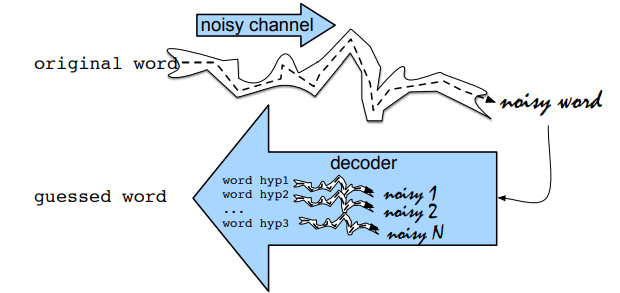 noisy channel
original word
noisy word
decoder
word hyp1 noisy 1
word hyp2 noisy 2
...
word hyp3 noisy N
guessed word